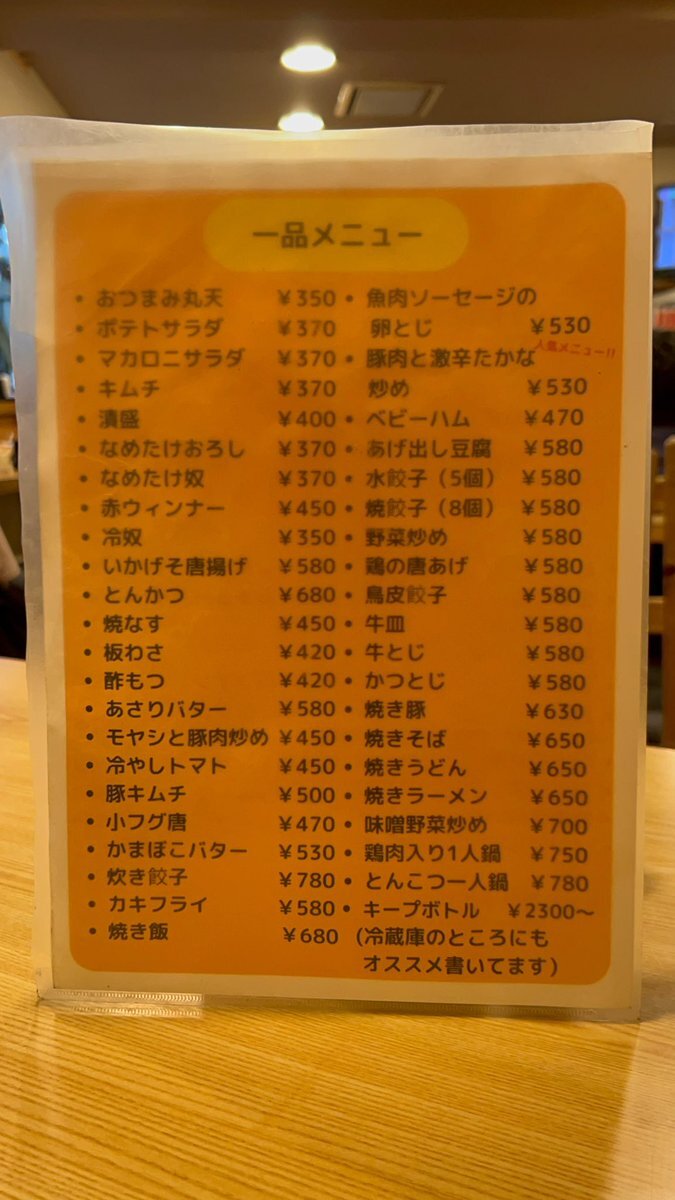 一品メニュー
• おつまみ丸天 ￥350
• ポテトサラダ ￥370
• マカロニサラダ ￥370
• キムチ ￥370
• 漬盛 ￥400
• なめたけおろし ￥370
• なめたけ奴 ￥370
• 赤ウィンナー ￥450
• 冷奴 ￥350
• いかげそ唐揚げ ￥580
• とんかつ ￥680
• 焼なす ￥450
• 板わさ ￥420
• 酢もつ ￥420
• あさりバター ￥580
• モヤシと豚肉炒め ￥450
• 冷やしトマト ￥450
• 豚キムチ ￥500
• 小フグ唐 ￥470
• かまぼこバター ￥530
• 炊き餃子 ￥780
• カキフライ ￥580
• 焼き飯 ￥680
• 魚肉ソーセージの
卵とじ ￥530
人気メニュー!!
• 豚肉と激辛たかな
炒め ￥530
• ベビーハム ￥470
• あげ出し豆腐 ￥580
• 水餃子（5個） ￥580
• 焼餃子（8個） ￥580
• 野菜炒め ￥580
• 鶏の唐あげ ￥580
• 鳥皮餃子 ￥580
• 牛皿 ￥580
• 牛とじ ￥580
• かつとじ ￥580
• 焼き豚 ￥630
• 焼きそば ￥650
• 焼きうどん ￥650
• 焼きラーメン ￥650
• 味噌野菜炒め ￥700
• 鶏肉入り1人鍋 ￥750
• とんこつ一人鍋 ￥780
• キープボトル ￥2300～
(冷蔵庫のところにも
オススメ書いてます)